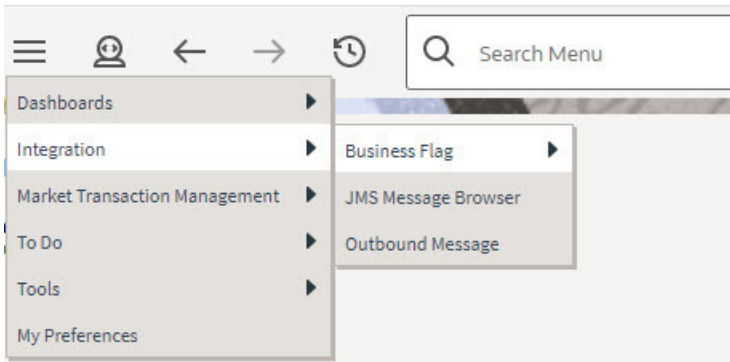 Search Menu
Dashboards
Integration
Market Transaction Management
To Do
Tools
My Preferences
Business Flag
JMS Message Browser
Outbound Message